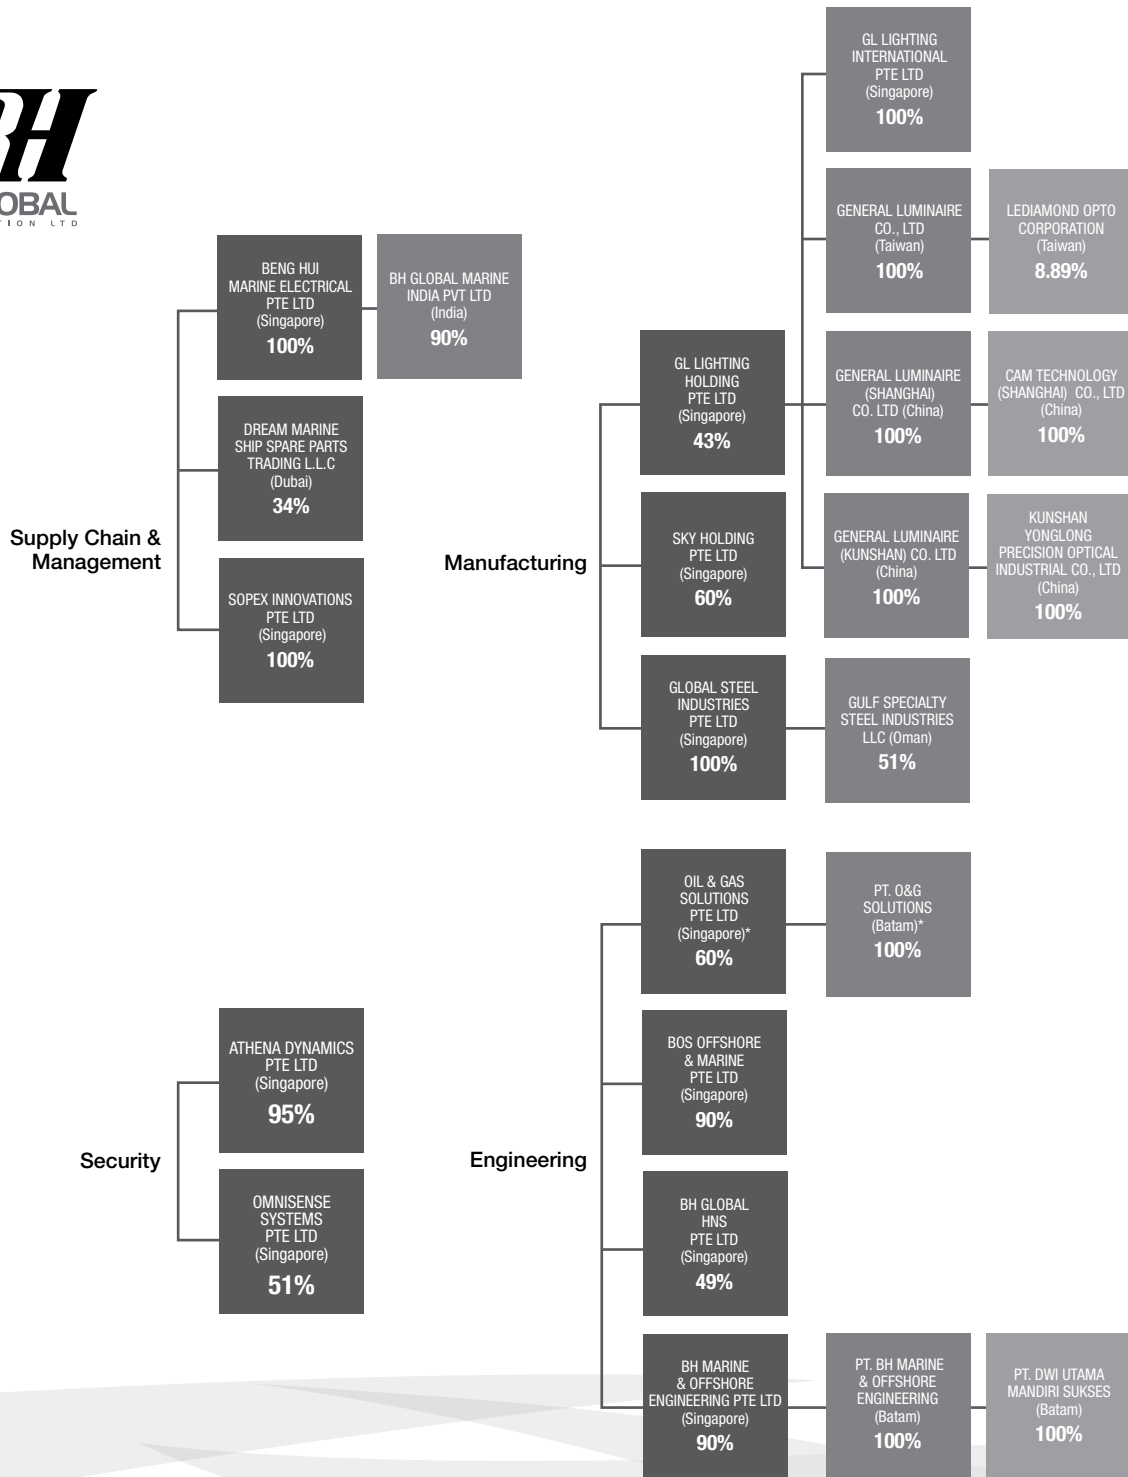 BH
GLOBAL
TION LTD
Supply Chain &
Management
BENG HUI
MARINE ELECTRICAL
PTE LTD
(Singapore)
100%
BH GLOBAL MARINE
INDIA PVT LTD
(India)
90%
DREAM MARINE
SHIP SPARE PARTS
TRADING L.L.C
(Dubai)
34%
SOPEX INNOVATIONS
PTE LTD
(Singapore)
100%
Manufacturing
GL LIGHTING
HOLDING
PTE LTD
(Singapore)
43%
GL LIGHTING
INTERNATIONAL
PTE LTD
(Singapore)
100%
GENERAL LUMINAIRE
CO., LTD
(Taiwan)
100%
LEDIAMOND OPTO
CORPORATION
(Taiwan)
8.89%
GENERAL LUMINAIRE
(SHANGHAI)
CO. LTD (China)
100%
CAM TECHNOLOGY
(SHANGHAI) CO., LTD
(China)
100%
GENERAL LUMINAIRE
(KUNSHAN) CO. LTD
(China)
100%
KUNSHAN
YONGLONG
PRECISION OPTICAL
INDUSTRIAL CO., LTD
(China)
100%
SKY HOLDING
PTE LTD
(Singapore)
60%
GLOBAL STEEL
INDUSTRIES
PTE LTD
(Singapore)
100%
GULF SPECIALTY
STEEL INDUSTRIES
LLC (Oman)
51%
Security
ATHENA DYNAMICS
PTE LTD
(Singapore)
95%
OMNISENSE
SYSTEMS
PTE LTD
(Singapore)
51%
Engineering
OIL & GAS
SOLUTIONS
PTE LTD
(Singapore)*
60%
PT. O&G
SOLUTIONS
(Batam)*
100%
BOS OFFSHORE
& MARINE
PTE LTD
(Singapore)
90%
BH GLOBAL
HNS
PTE LTD
(Singapore)
49%
BH MARINE
& OFFSHORE
ENGINEERING PTE LTD
(Singapore)
90%
PT. BH MARINE
& OFFSHORE
ENGINEERING
(Batam)
100%
PT. DWI UTAMA
MANDIRI SUKSES
(Batam)
100%